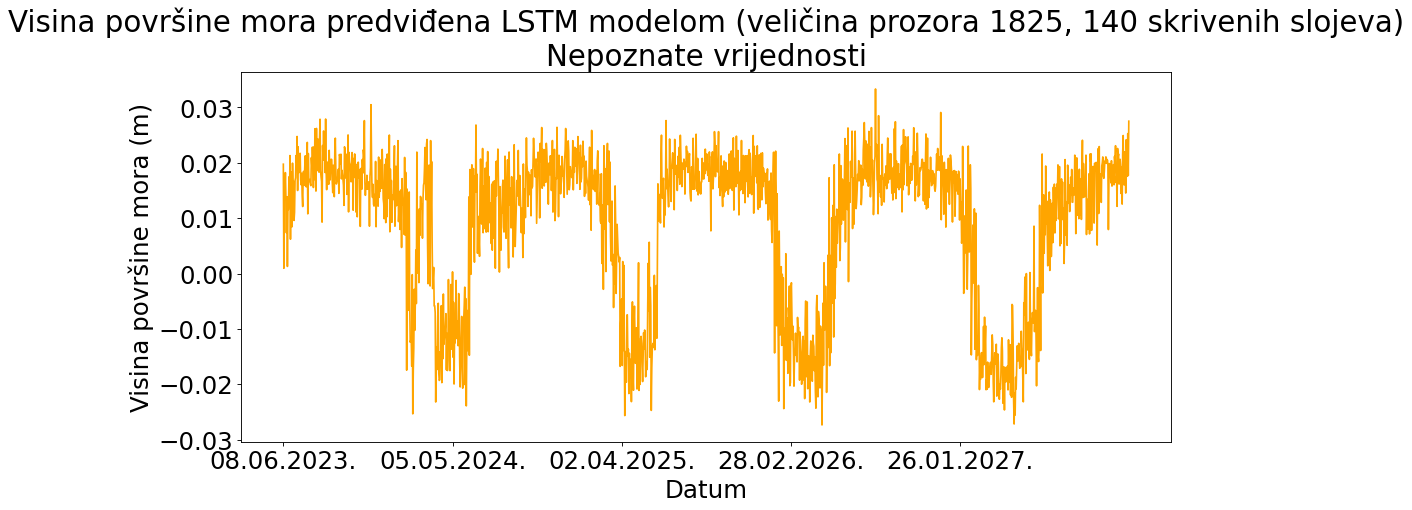 Visina površine mora predviđena LSTM modelom (veličina prozora 1825, 140 skrivenih slojeva)
Nepoznate vrijednosti
Visina površine mora (m)
0.03
0.02
0.01
0.00
−0.01
−0.02
−0.03
08.06.2023. 05.05.2024. 02.04.2025. 28.02.2026. 26.01.2027.
Datum